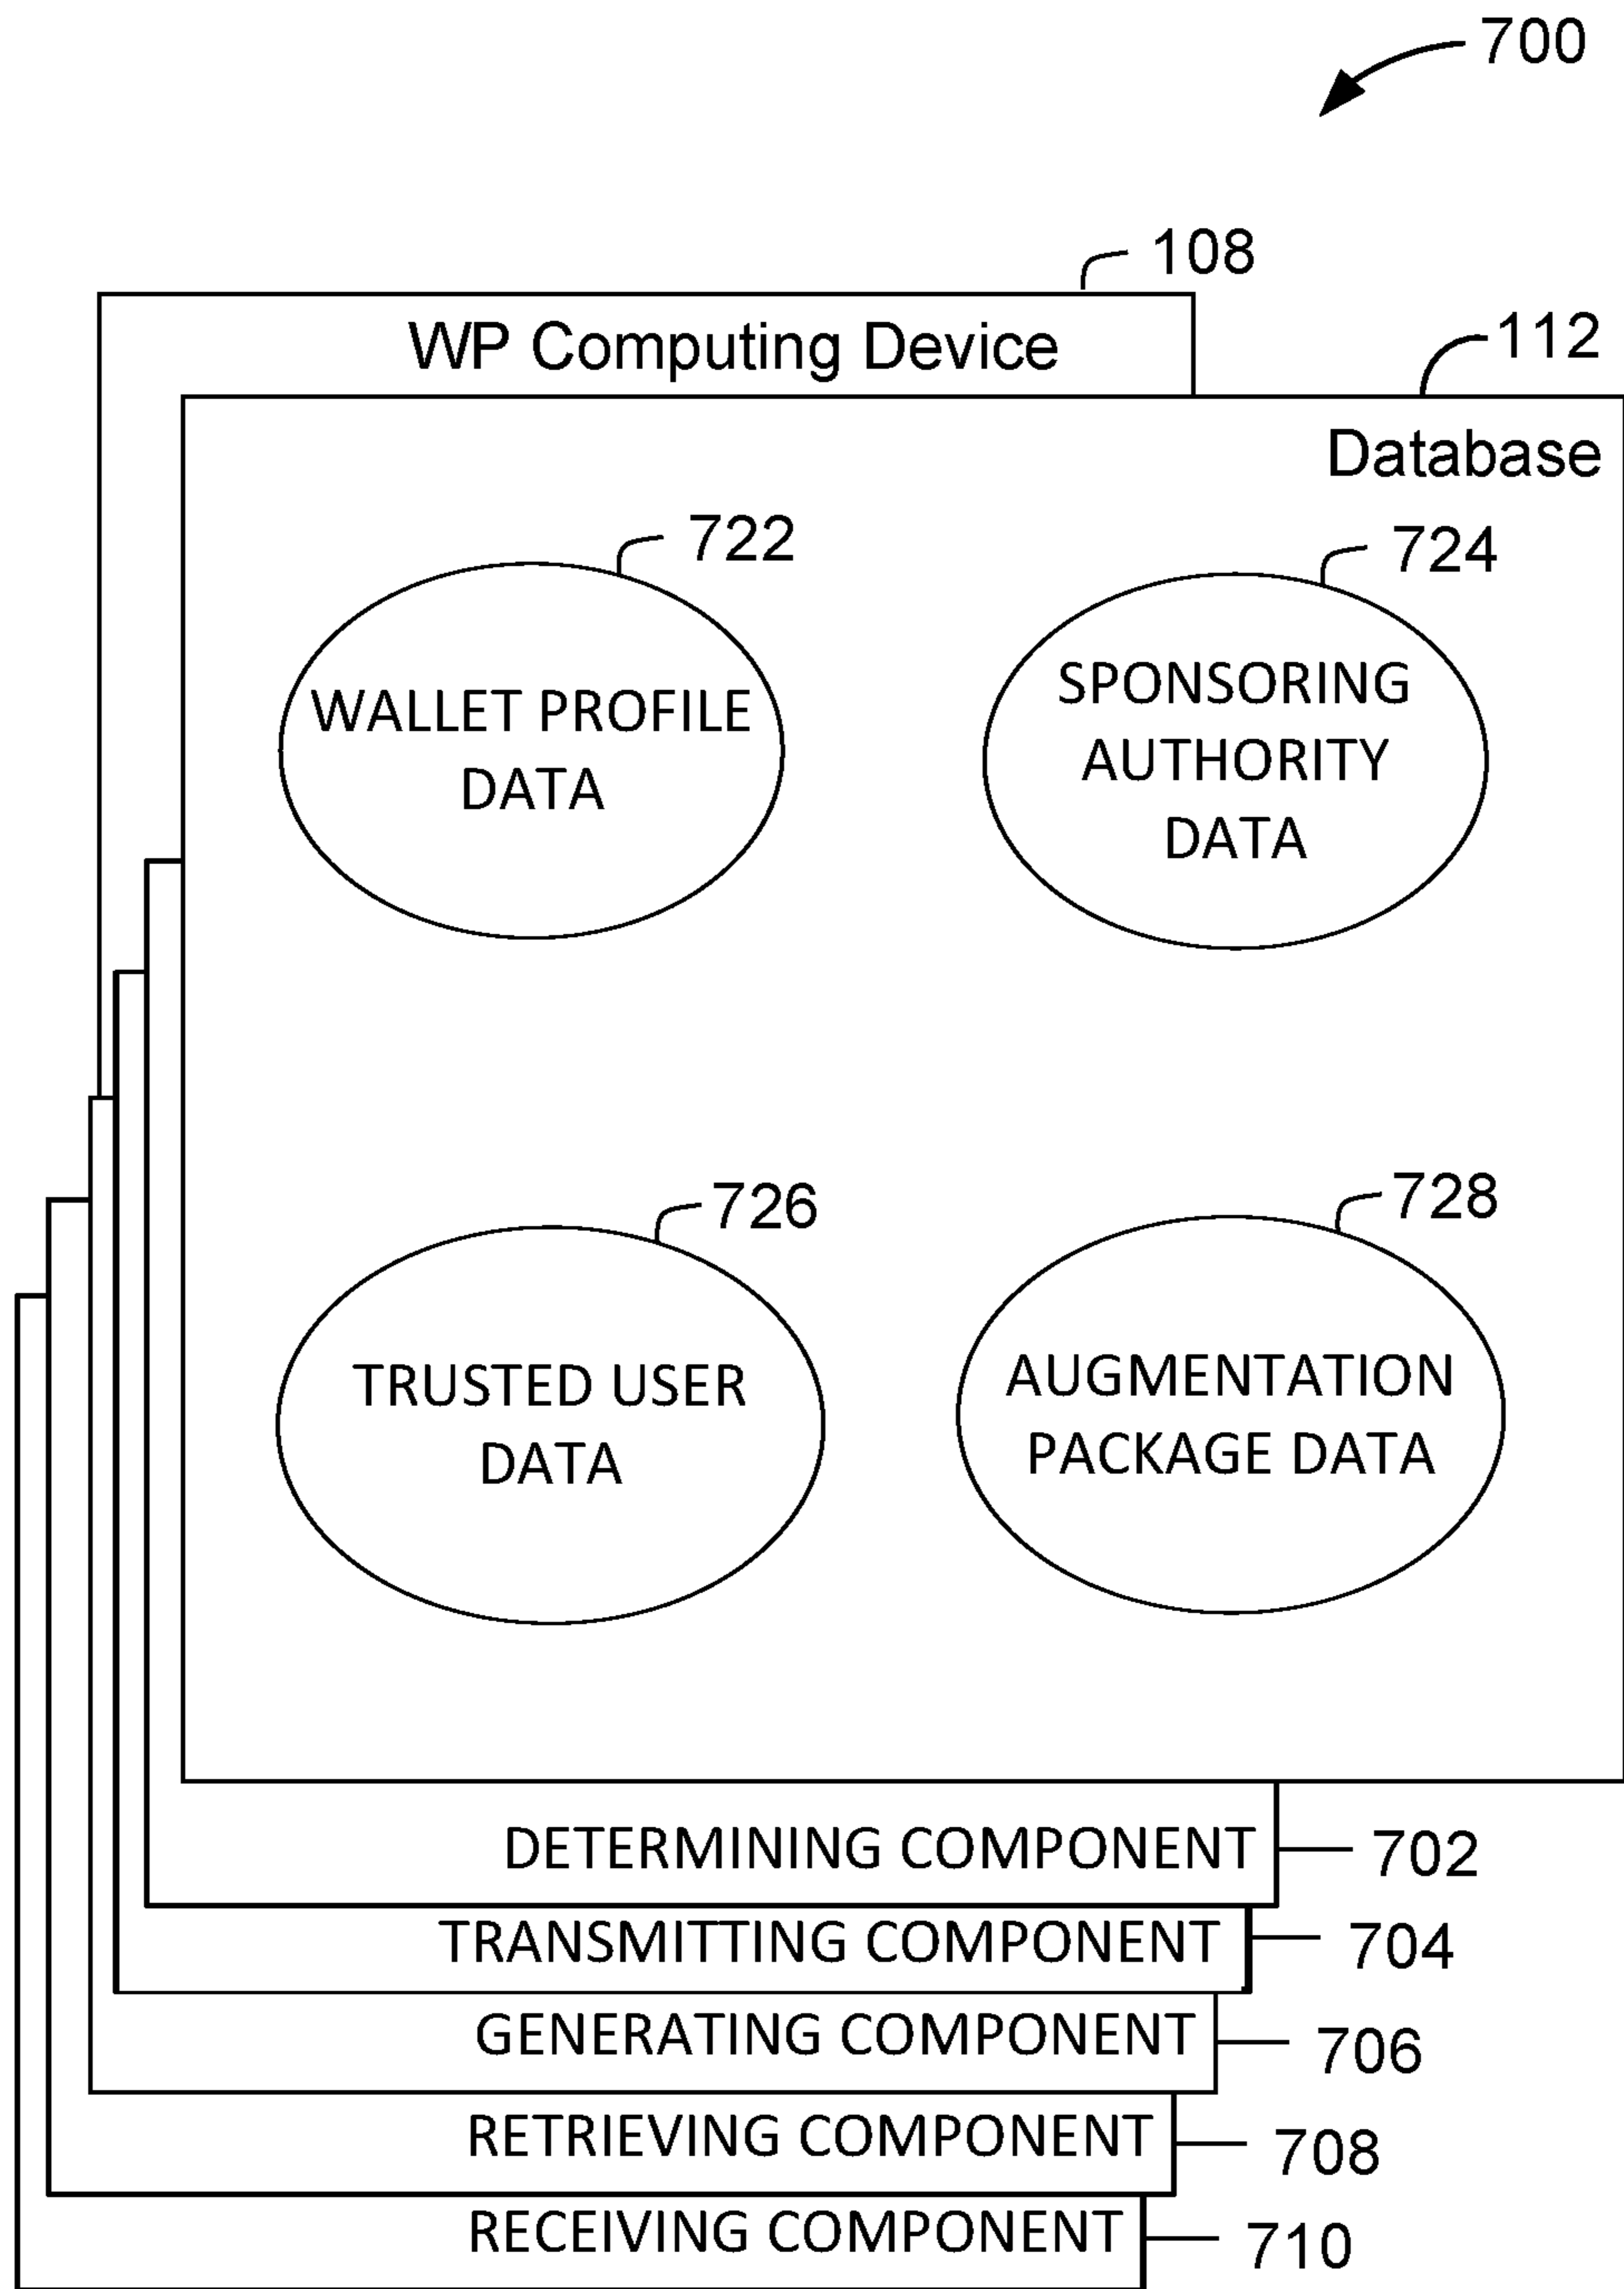 700
108
WP Computing Device
112
Database
722
724
WALLET PROFILE
DATA
SPONSORING
AUTHORITY
DATA
726
728
TRUSTED USER
DATA
AUGMENTATION
PACKAGE DATA
DETERMINING COMPONENT
702
TRANSMITTING COMPONENT
704
GENERATING COMPONENT
706
RETRIEVING COMPONENT
708
RECEIVING COMPONENT
710